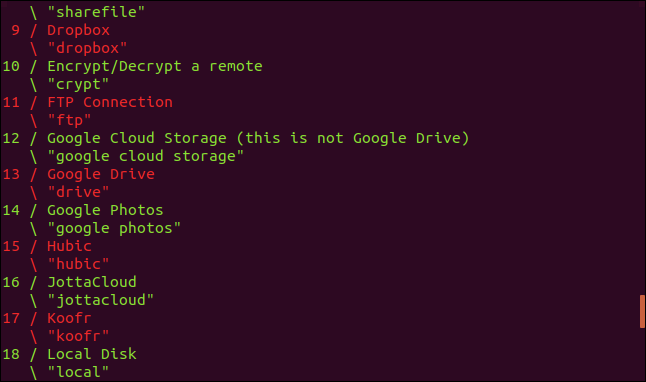 \ "sharefile"
9 / Dropbox
\ "dropbox"
10 / Encrypt/Decrypt a remote
\ "crypt"
11 / FTP Connection
\ "ftp"
12 / Google Cloud Storage (this is not Google Drive)
\ "google cloud storage"
13 / Google Drive
\ "drive"
14 / Google Photos
\ "google photos"
15 / Hubic
\ "hubic"
16 / JottaCloud
\ "jottacloud"
17 / Koofr
\ "koofr"
18 / Local Disk
\ "local"